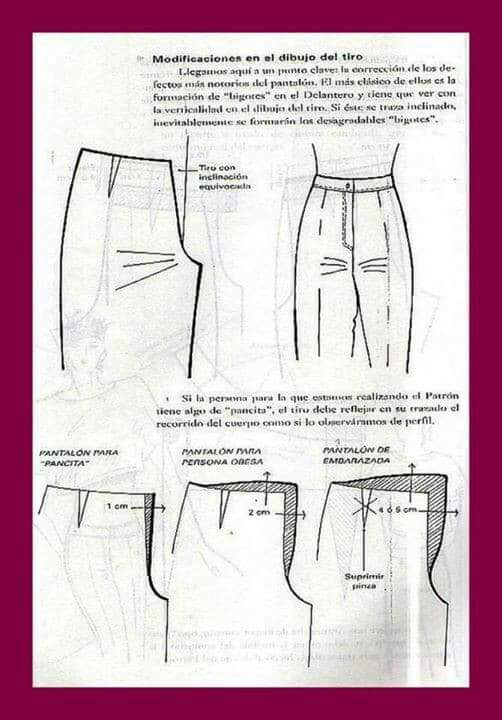 Modificaciones en el dibujo del tiro
Llegamos aquí a un punto clave: la corrección de los de-
fectos más notorios del pantalón. El más clásico de ellos es la
formación de "bigotes" en el Delantero y tiene que ver con
la verticalidad en el dibujo del tiro. Si éste se traza inclinado,
inevitablemente se formarán los desagradables "bigotes".
Tiro con
inclinación
equivocada
Si la persona para la que estamos realizando el Patrón
tiene algo de "pancita", el tiro debe reflejar en su trazado el
recorrido del cuerpo como si lo observáramos de perfil.
PANTALÓN PARA
"PANCITA"
PANTALÓN PARA
PERSONA OBESA
PANTALÓN DE
EMBARAZADA
1 cm
2 cm
4 ó 5 cm
Suprimir
pinza